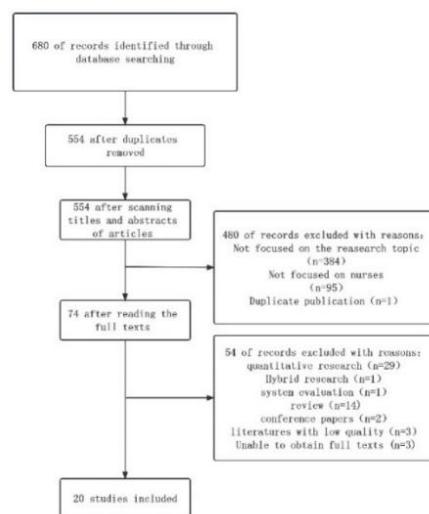 680 of records identified through
database searching
554 after duplicates
removed
554 after scanning
titles and abstracts
of articles
480 of records excluded with reasons:
Not focused on the reasearch topic
(n=384)
Not focused on nurses
(n=95)
Duplicate publication (n=1)
74 after reading the
full texts
54 of records excluded with reasons:
quantitative research (n=29)
Hybrid research (n=1)
system evaluation (n=1)
review (n=14)
conference papers (n=2)
literatures with low quality (n=3)
Unable to obtain full texts (n=3)
20 studies included